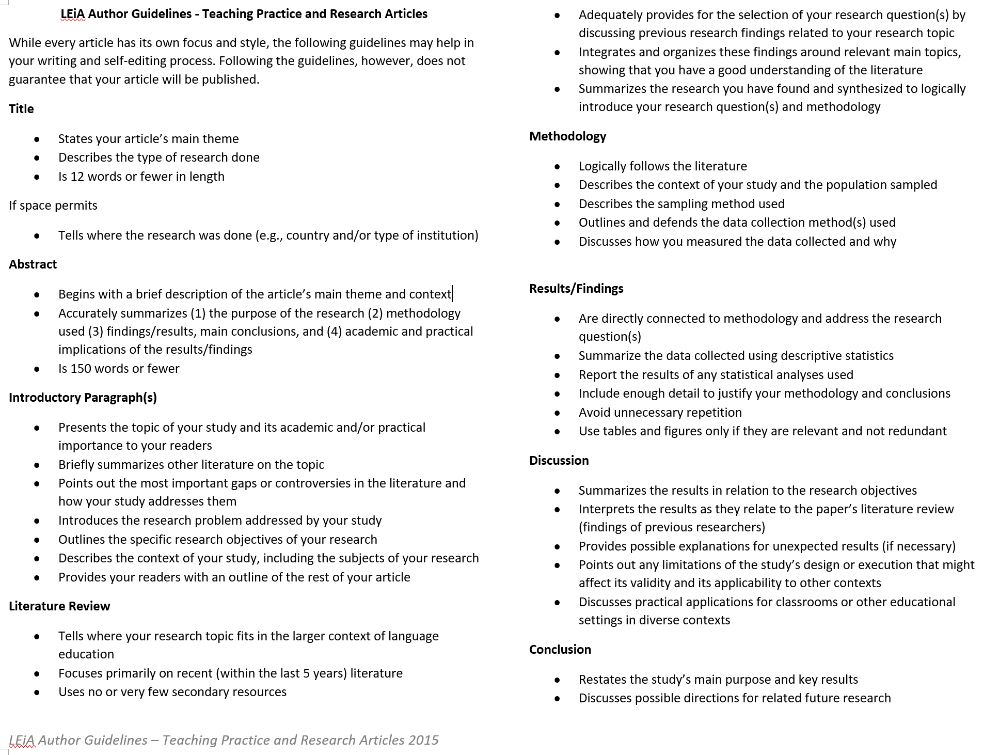 LEiA Author Guidelines - Teaching Practice and Research Articles
While every article has its own focus and style, the following guidelines may help in
your writing and self-editing process. Following the guidelines, however, does not
guarantee that your article will be published.
Title
• States your article’s main theme
• Describes the type of research done
• Is 12 words or fewer in length
If space permits
• Tells where the research was done (e.g., country and/or type of institution)
Abstract
• Begins with a brief description of the article’s main theme and context
• Accurately summarizes (1) the purpose of the research (2) methodology
used (3) findings/results, main conclusions, and (4) academic and practical
implications of the results/findings
• Is 150 words or fewer
Introductory Paragraph(s)
• Presents the topic of your study and its academic and/or practical
importance to your readers
• Briefly summarizes other literature on the topic
• Points out the most important gaps or controversies in the literature and
how your study addresses them
• Introduces the research problem addressed by your study
• Outlines the specific research objectives of your research
• Describes the context of your study, including the subjects of your research
• Provides your readers with an outline of the rest of your article
Literature Review
• Tells where your research topic fits in the larger context of language
education
• Focuses primarily on recent (within the last 5 years) literature
• Uses no or very few secondary resources
• Adequately provides for the selection of your research question(s) by
discussing previous research findings related to your research topic
• Integrates and organizes these findings around relevant main topics,
showing that you have a good understanding of the literature
• Summarizes the research you have found and synthesized to logically
introduce your research question(s) and methodology
Methodology
• Logically follows the literature
• Describes the context of your study and the population sampled
• Describes the sampling method used
• Outlines and defends the data collection method(s) used
• Discusses how you measured the data collected and why
Results/Findings
• Are directly connected to methodology and address the research
question(s)
• Summarize the data collected using descriptive statistics
• Report the results of any statistical analyses used
• Include enough detail to justify your methodology and conclusions
• Avoid unnecessary repetition
• Use tables and figures only if they are relevant and not redundant
Discussion
• Summarizes the results in relation to the research objectives
• Interprets the results as they relate to the paper’s literature review
(findings of previous researchers)
• Provides possible explanations for unexpected results (if necessary)
• Points out any limitations of the study’s design or execution that might
affect its validity and its applicability to other contexts
• Discusses practical applications for classrooms or other educational
settings in diverse contexts
Conclusion
• Restates the study’s main purpose and key results
• Discusses possible directions for related future research
LEiA Author Guidelines – Teaching Practice and Research Articles 2015